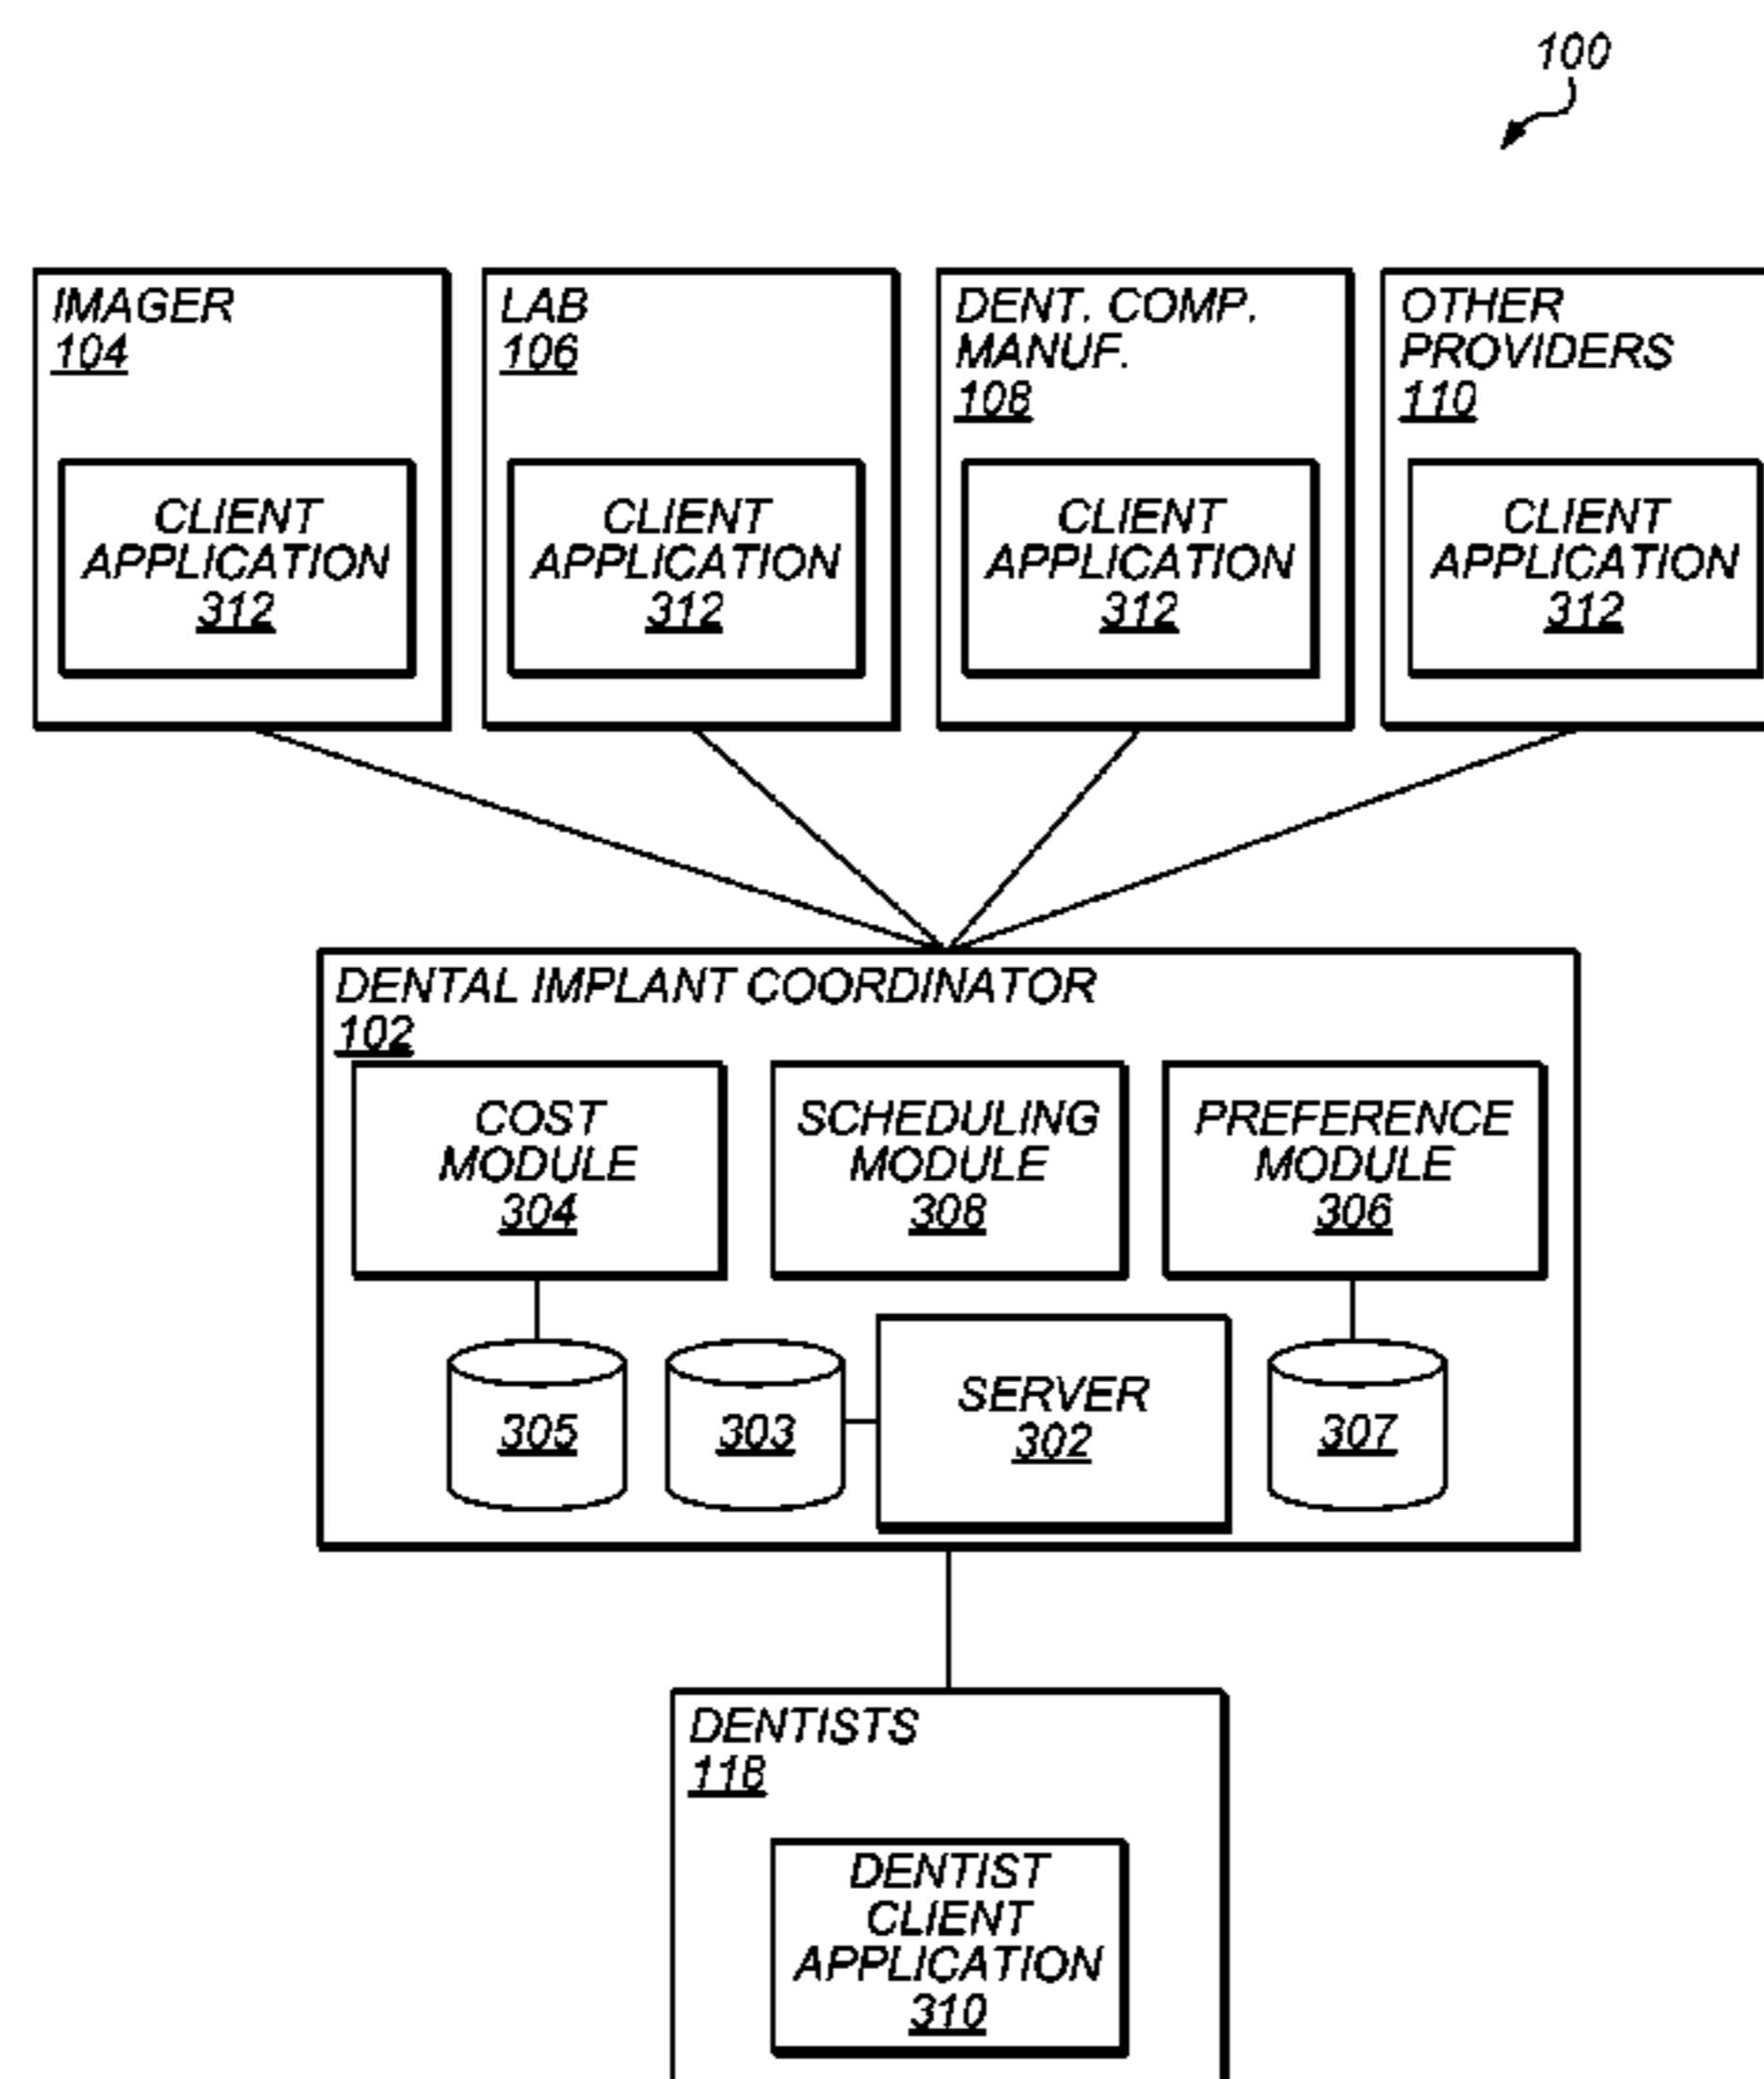 100
IMAGER
104
CLIENT
APPLICATION
312
LAB
106
CLIENT
APPLICATION
312
DENT. COMP.
MANUF.
108
CLIENT
APPLICATION
312
OTHER
PROVIDERS
110
CLIENT
APPLICATION
312
DENTAL IMPLANT COORDINATOR
102
COST
MODULE
304
SCHEDULING
MODULE
308
PREFERENCE
MODULE
306
305
303
SERVER
302
307
DENTISTS
118
DENTIST
CLIENT
APPLICATION
310